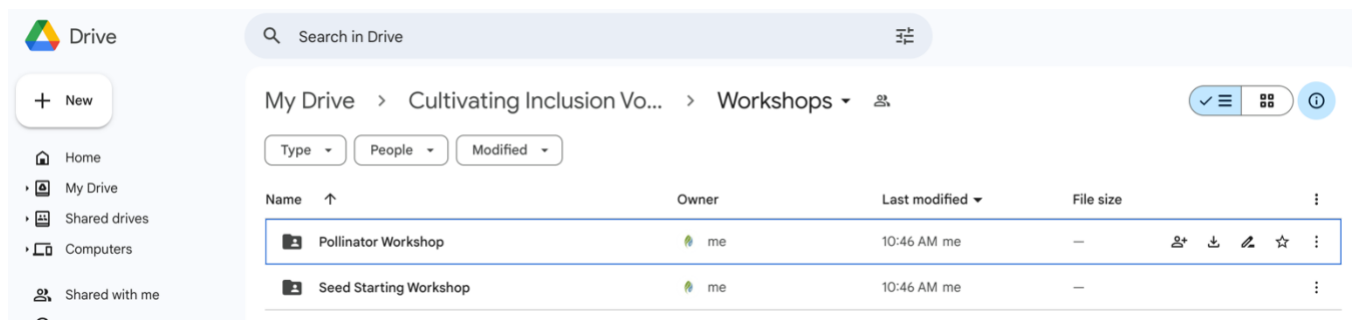 Drive
Search in Drive
New
My Drive > Cultivating Inclusion Vo... > Workshops
Type People Modified
Home
My Drive
Shared drives
Computers
Shared with me
Name Owner Last modified File size
Pollinator Workshop me 10:46 AM me —
Seed Starting Workshop me 10:46 AM me —